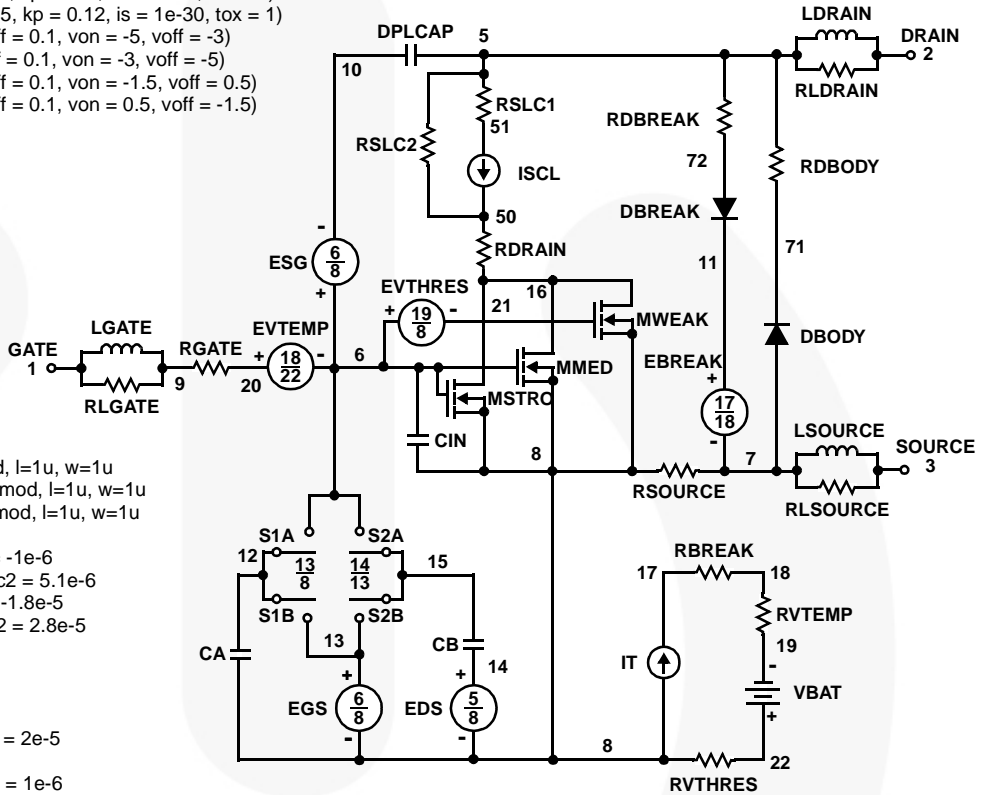 5, kp = 0.12, is = 1e-30, tox = 1)
ff = 0.1, von = -5, voff = -3)
f = 0.1, von = -3, voff = -5)
ff = 0.1, von = -1.5, voff = 0.5)
ff = 0.1, von = 0.5, voff = -1.5)
DPLCAP
5
10
LDRAIN
DRAIN
2
RLDRAIN
RSLC1
51
RSLC2
ISCL
50
RDBREAK
72
RDBODY
DBREAK
11
71
-
ESG
6
8
+
RDRAIN
EVTHRES
+
19
8
-
21
16
MWEAK
DBODY
LGATE
GATE
1
RLGATE
9
RGATE
20
EVTEMP
+
18
22
-
6
MMED
MSTRO
EBREAK
+
17
18
-
CIN
8
RSOURCE
7
LSOURCE
SOURCE
3
RLSOURCE
d, l=1u, w=1u
mod, l=1u, w=1u
mod, l=1u, w=1u
= -1e-6
c2 = 5.1e-6
-1.8e-5
2 = 2.8e-5
= 2e-5
= 1e-6
S1A
S2A
12
13
8
14
13
15
S1B
S2B
13
CA
CB
14
+
EGS
6
8
-
+
EDS
5
8
-
8
17
RBREAK
18
RVTEMP
19
IT
-
VBAT
+
22
RVTHRES